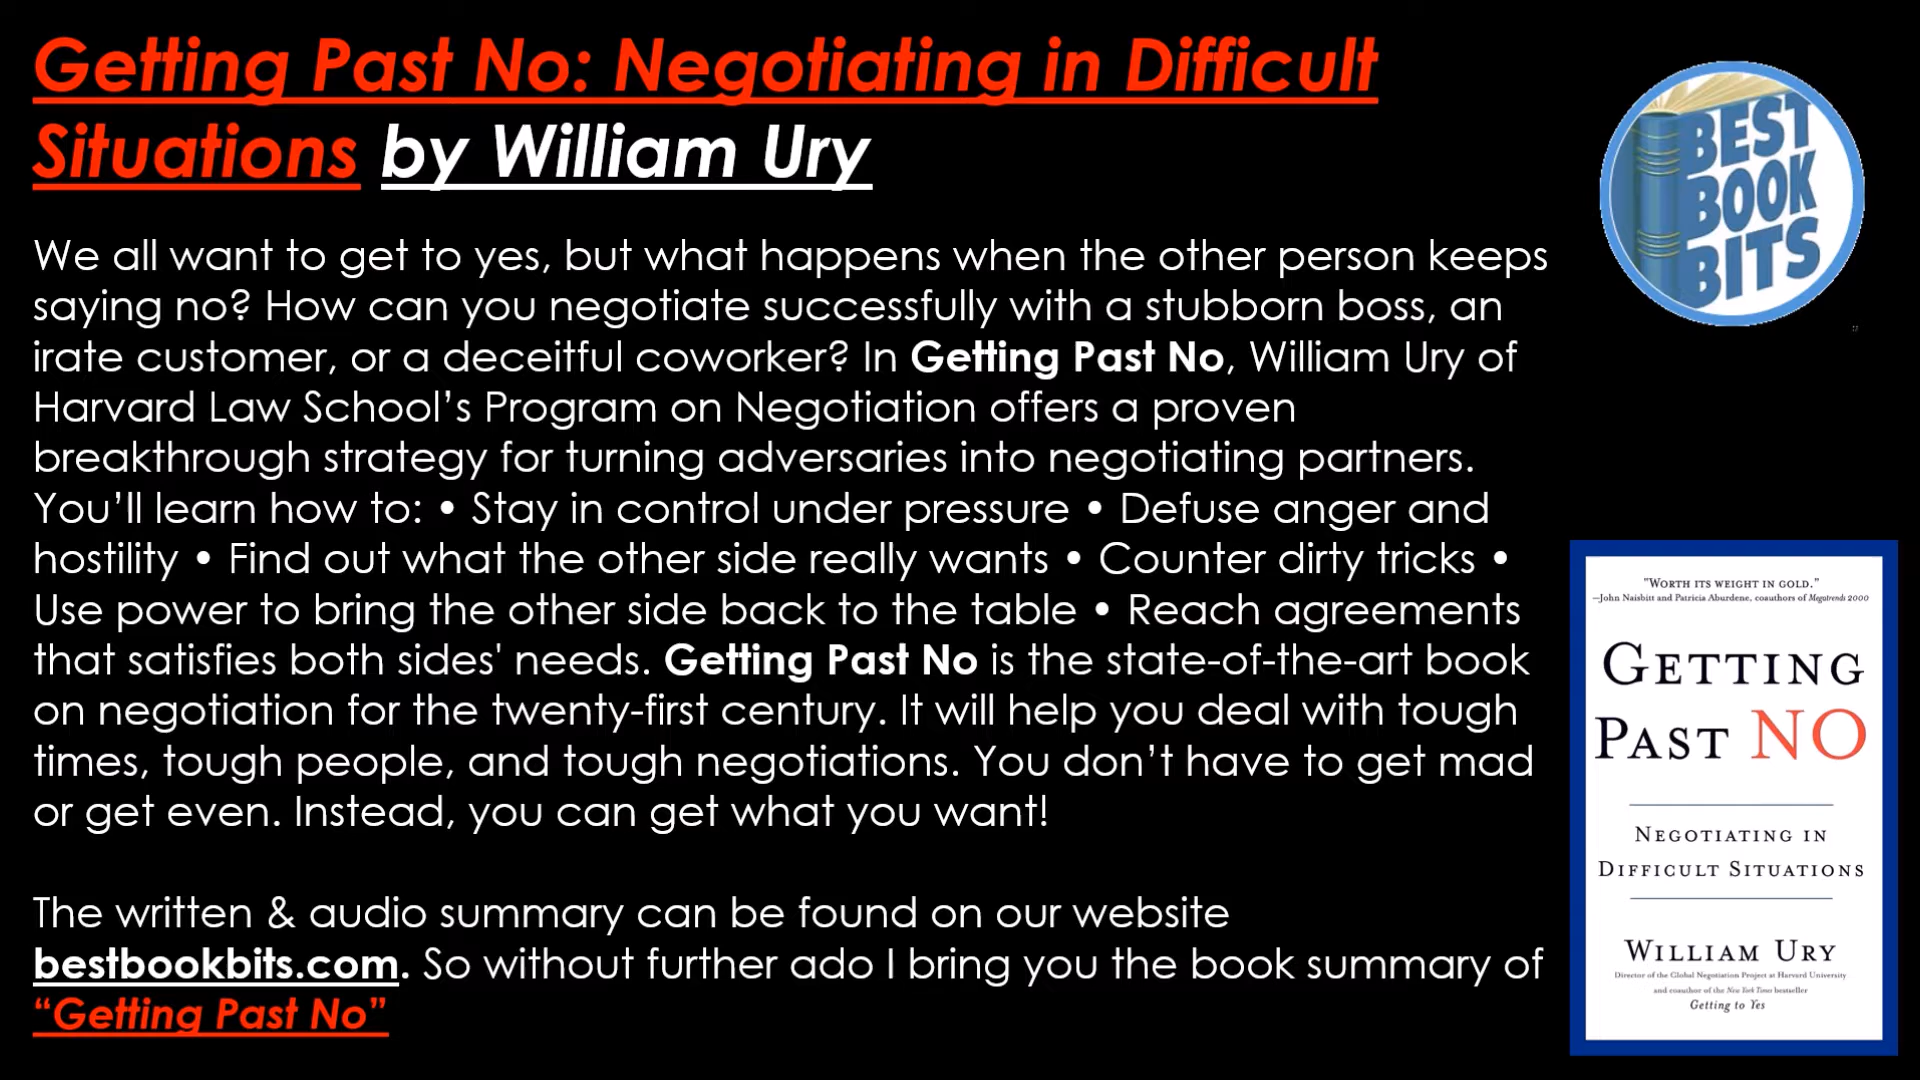 Getting Past No: Negotiating in Difficult
Situations by William Ury
BEST
BOOK
BITS
We all want to get to yes, but what happens when the other person keeps
saying no? How can you negotiate successfully with a stubborn boss, an
irate customer, or a deceitful coworker? In Getting Past No, William Ury of
Harvard Law School’s Program on Negotiation offers a proven
breakthrough strategy for turning adversaries into negotiating partners.
You’ll learn how to: • Stay in control under pressure • Defuse anger and
hostility • Find out what the other side really wants • Counter dirty tricks •
Use power to bring the other side back to the table • Reach agreements
that satisfies both sides' needs. Getting Past No is the state-of-the-art book
on negotiation for the twenty-first century. It will help you deal with tough
times, tough people, and tough negotiations. You don’t have to get mad
or get even. Instead, you can get what you want!
The written & audio summary can be found on our website
bestbookbits.com. So without further ado I bring you the book summary of
“Getting Past No”
"WORTH ITS WEIGHT IN GOLD."
—John Naisbitt and Patricia Aburdene, coauthors of Megatrends 2000
GETTING
PAST NO
NEGOTIATING IN
DIFFICULT SITUATIONS
WILLIAM URY
Director of the Global Negotiation Project at Harvard University
and coauthor of the New York Times bestseller
Getting to Yes